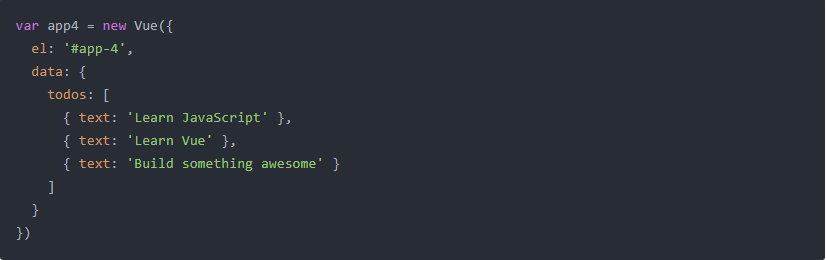 var app4 = new Vue({
  el: '#app-4',
  data: {
    todos: [
      { text: 'Learn JavaScript' },
      { text: 'Learn Vue' },
      { text: 'Build something awesome' }
    ]
  }
})